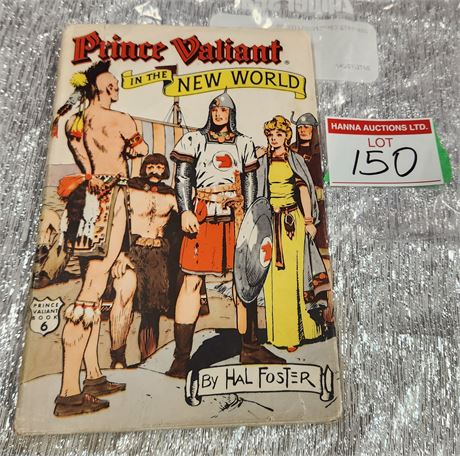 Prince Valiant
IN THE NEW WORLD
PRINCE
VALIANT
BOOK
6
BY HAL FOSTER
HANNA AUCTIONS LTD.
LOT
150